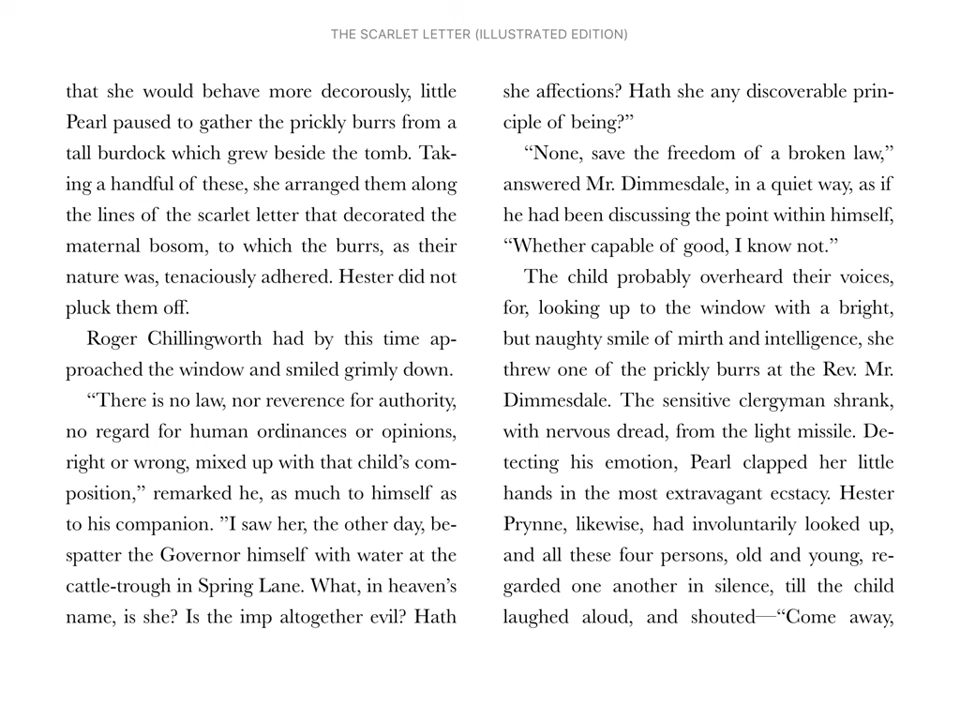 THE SCARLET LETTER (ILLUSTRATED EDITION)
that she would behave more decorously, little
Pearl paused to gather the prickly burrs from a
tall burdock which grew beside the tomb. Tak-
ing a handful of these, she arranged them along
the lines of the scarlet letter that decorated the
maternal bosom, to which the burrs, as their
nature was, tenaciously adhered. Hester did not
pluck them off.
Roger Chillingworth had by this time ap-
proached the window and smiled grimly down.
“There is no law, nor reverence for authority,
no regard for human ordinances or opinions,
right or wrong, mixed up with that child’s com-
position,” remarked he, as much to himself as
to his companion. ”I saw her, the other day, be-
spatter the Governor himself with water at the
cattle-trough in Spring Lane. What, in heaven’s
name, is she? Is the imp altogether evil? Hath
she affections? Hath she any discoverable prin-
ciple of being?”
“None, save the freedom of a broken law,”
answered Mr. Dimmesdale, in a quiet way, as if
he had been discussing the point within himself,
“Whether capable of good, I know not.”
The child probably overheard their voices,
for, looking up to the window with a bright,
but naughty smile of mirth and intelligence, she
threw one of the prickly burrs at the Rev. Mr.
Dimmesdale. The sensitive clergyman shrank,
with nervous dread, from the light missile. De-
tecting his emotion, Pearl clapped her little
hands in the most extravagant ecstacy. Hester
Prynne, likewise, had involuntarily looked up,
and all these four persons, old and young, re-
garded one another in silence, till the child
laughed aloud, and shouted—“Come away,